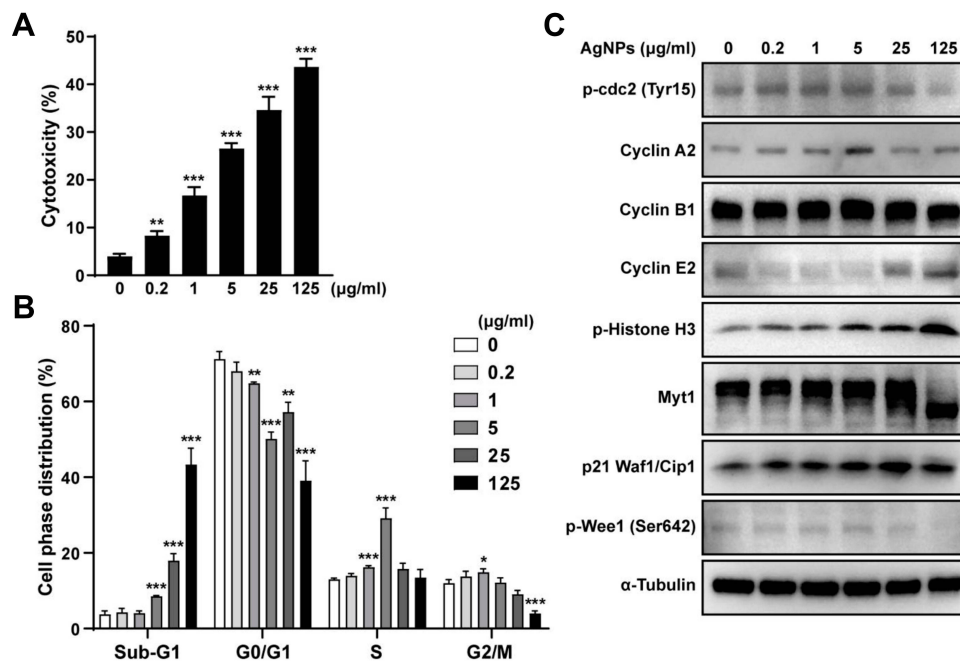 A
Cytotoxicity (%)
50
40
30
20
10
0
**
***
***
***
***
0 0.2 1 5 25 125 (μg/ml)
B
Cell phase distribution (%)
80
60
40
20
0
***
***
***
**
***
**
***
***
***
*
***
(μg/ml)
0
0.2
1
5
25
125
Sub-G1 G0/G1 S G2/M
C
AgNPs (μg/ml) 0 0.2 1 5 25 125
p-cdc2 (Tyr15)
Cyclin A2
Cyclin B1
Cyclin E2
p-Histone H3
Myt1
p21 Waf1/Cip1
p-Wee1 (Ser642)
α-Tubulin